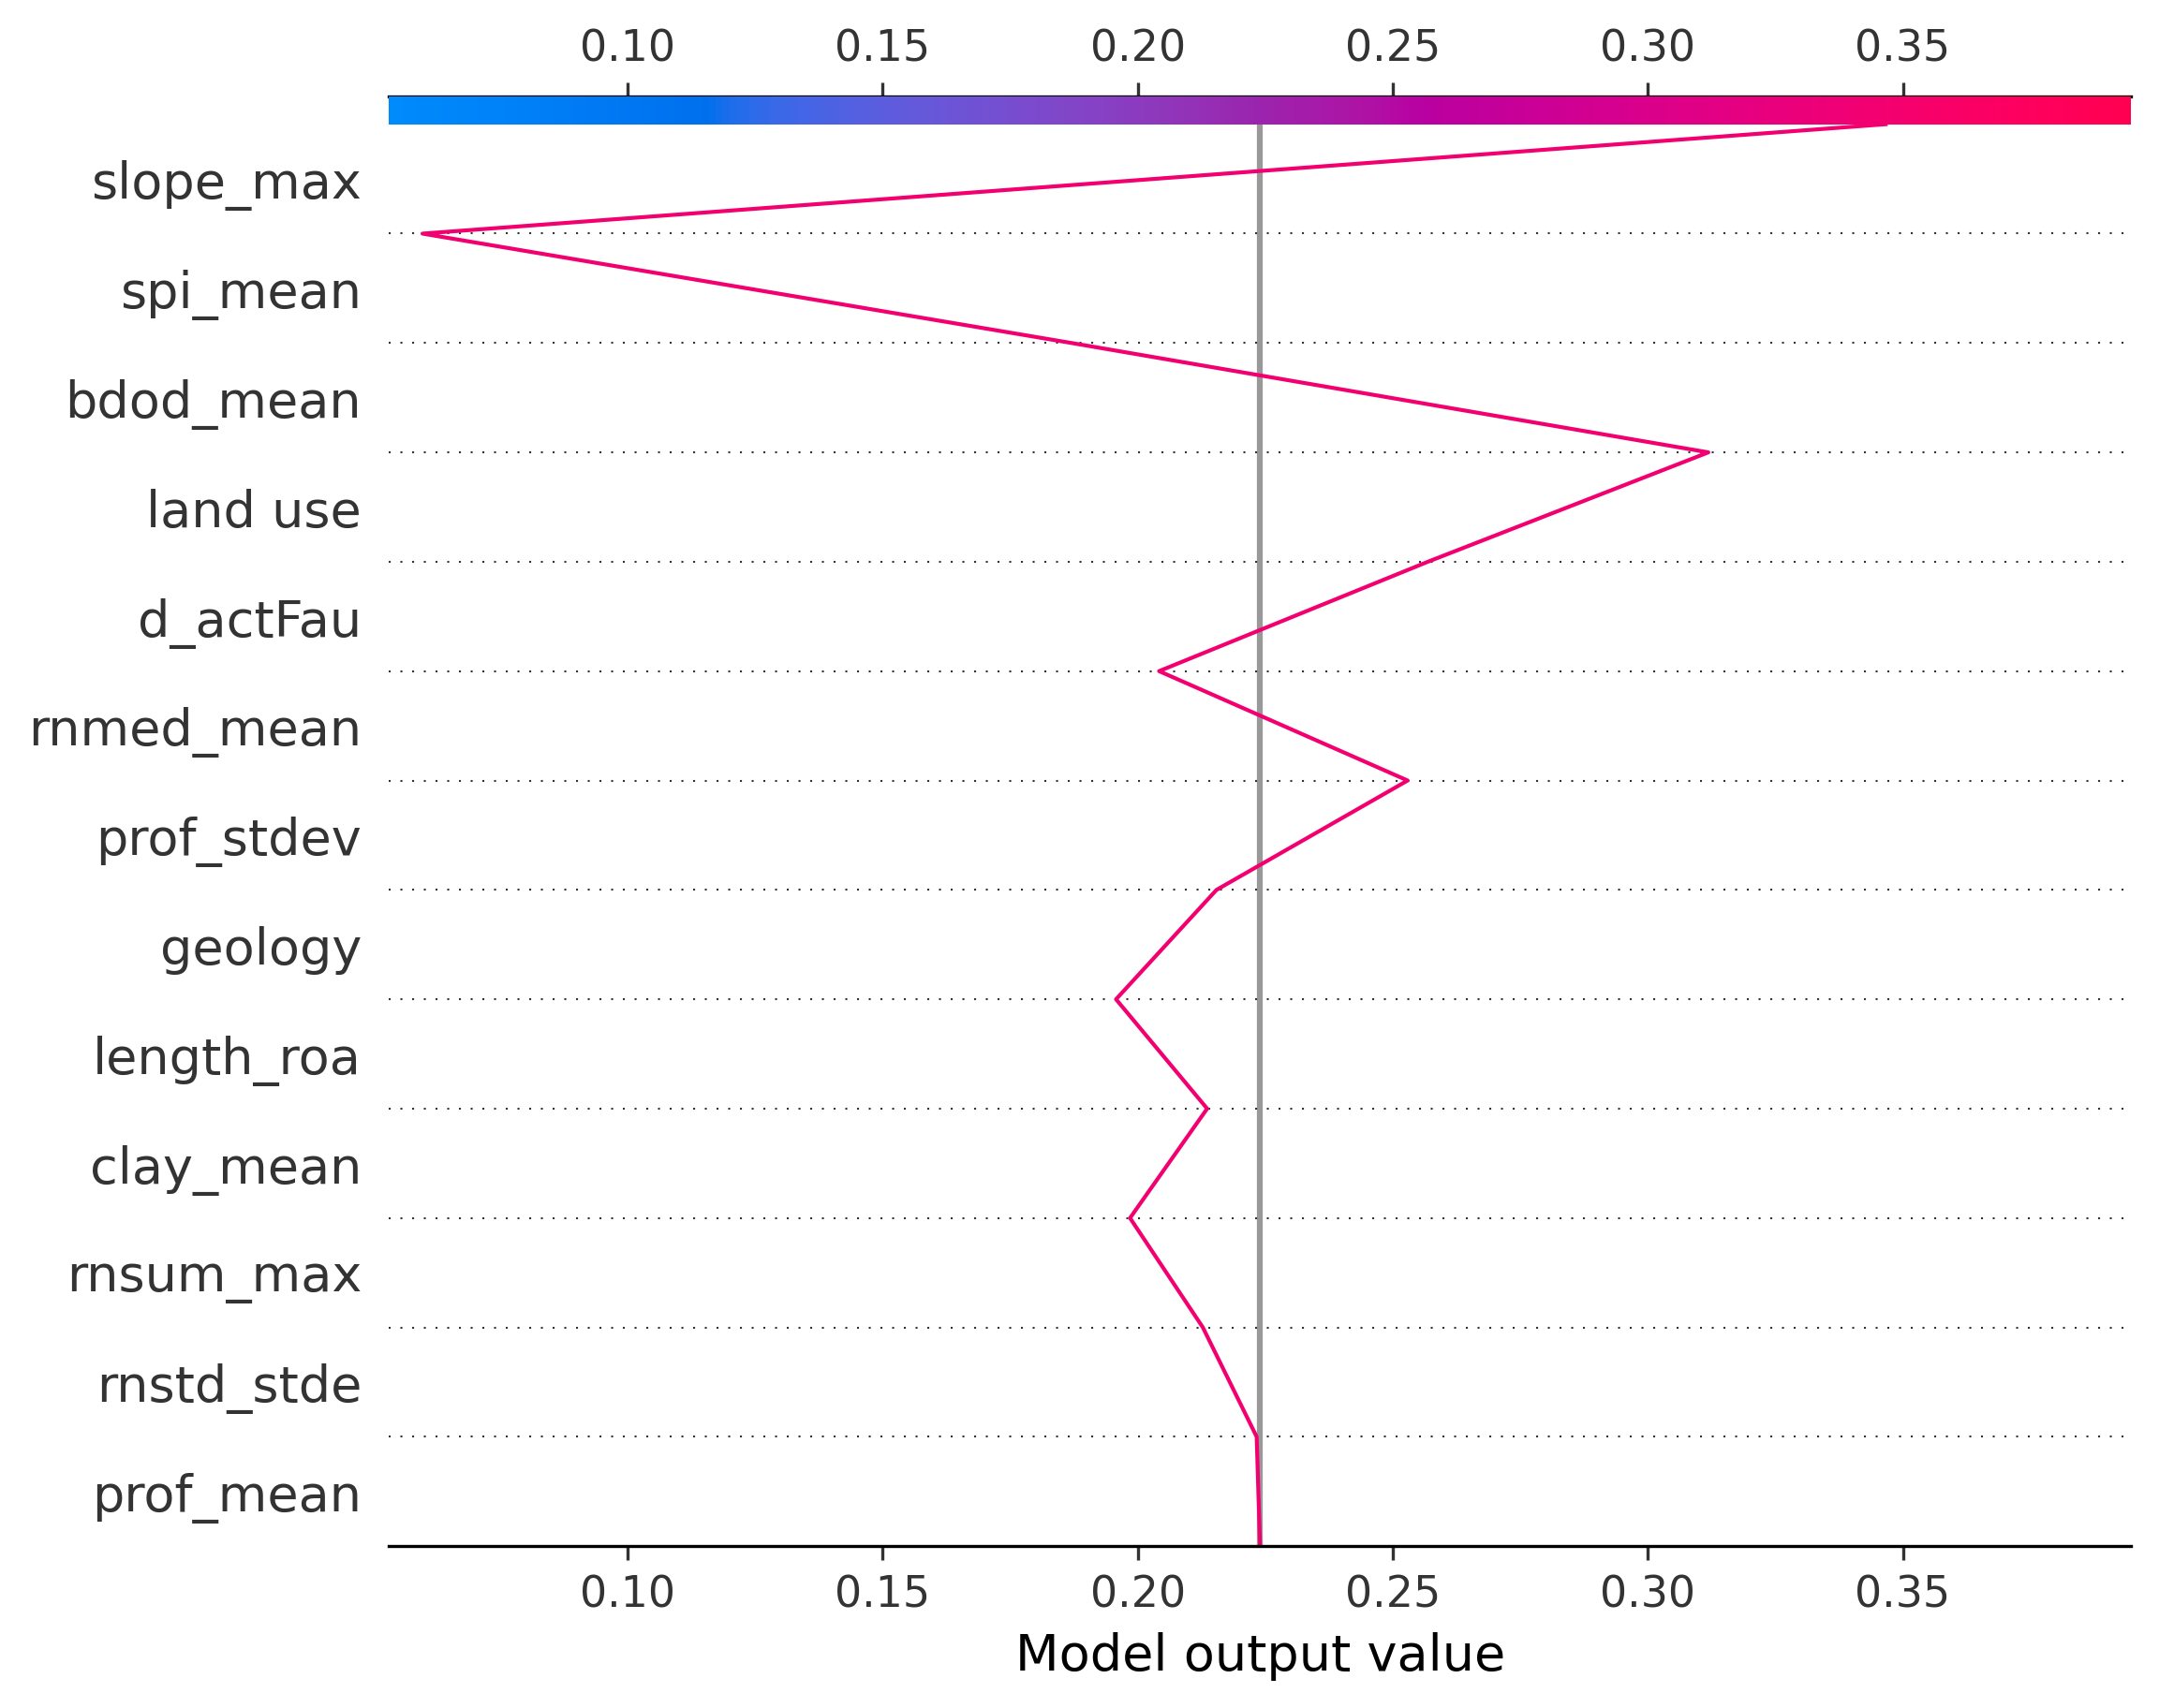 0.10 0.15 0.20 0.25 0.30 0.35
slope_max
spi_mean
bdod_mean
land use
d_actFau
rnmed_mean
prof_stdev
geology
length_roa
clay_mean
rnsum_max
rnstd_stde
prof_mean
0.10 0.15 0.20 0.25 0.30 0.35
Model output value